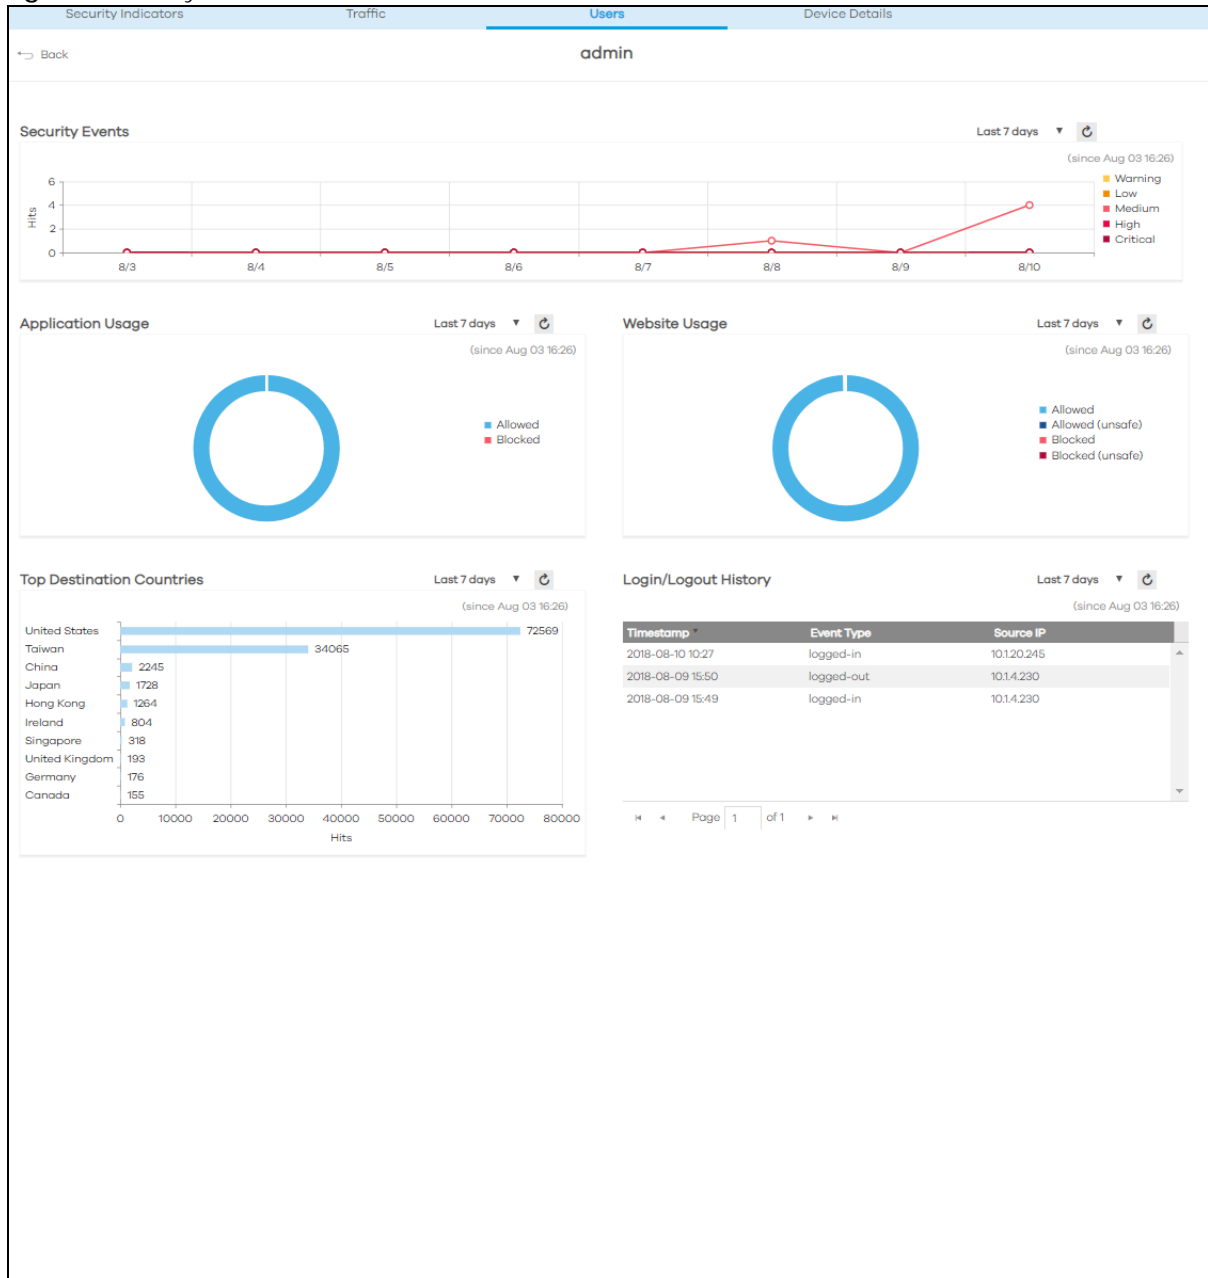 Security Indicators Traffic Users Device Details
Back
admin
Security Events Last 7 days
(since Aug 03 16:26)
Hits
6
4
2
0
8/3 8/4 8/5 8/6 8/7 8/8 8/9 8/10
Warning
Low
Medium
High
Critical
Application Usage Last 7 days
(since Aug 03 16:26)
Allowed
Blocked
Website Usage Last 7 days
(since Aug 03 16:26)
Allowed
Allowed (unsafe)
Blocked
Blocked (unsafe)
Top Destination Countries Last 7 days
(since Aug 03 16:26)
United States 72569
Taiwan 34065
China 2245
Japan 1728
Hong Kong 1264
Ireland 804
Singapore 318
United Kingdom 193
Germany 176
Canada 155
0 10000 20000 30000 40000 50000 60000 70000 80000
Hits
Login/Logout History Last 7 days
(since Aug 03 16:26)
Timestamp Event Type Source IP
2018-08-10 10:27 logged-in 10.1.20.245
2018-08-09 15:50 logged-out 10.1.4.230
2018-08-09 15:49 logged-in 10.1.4.230
Page 1 of 1